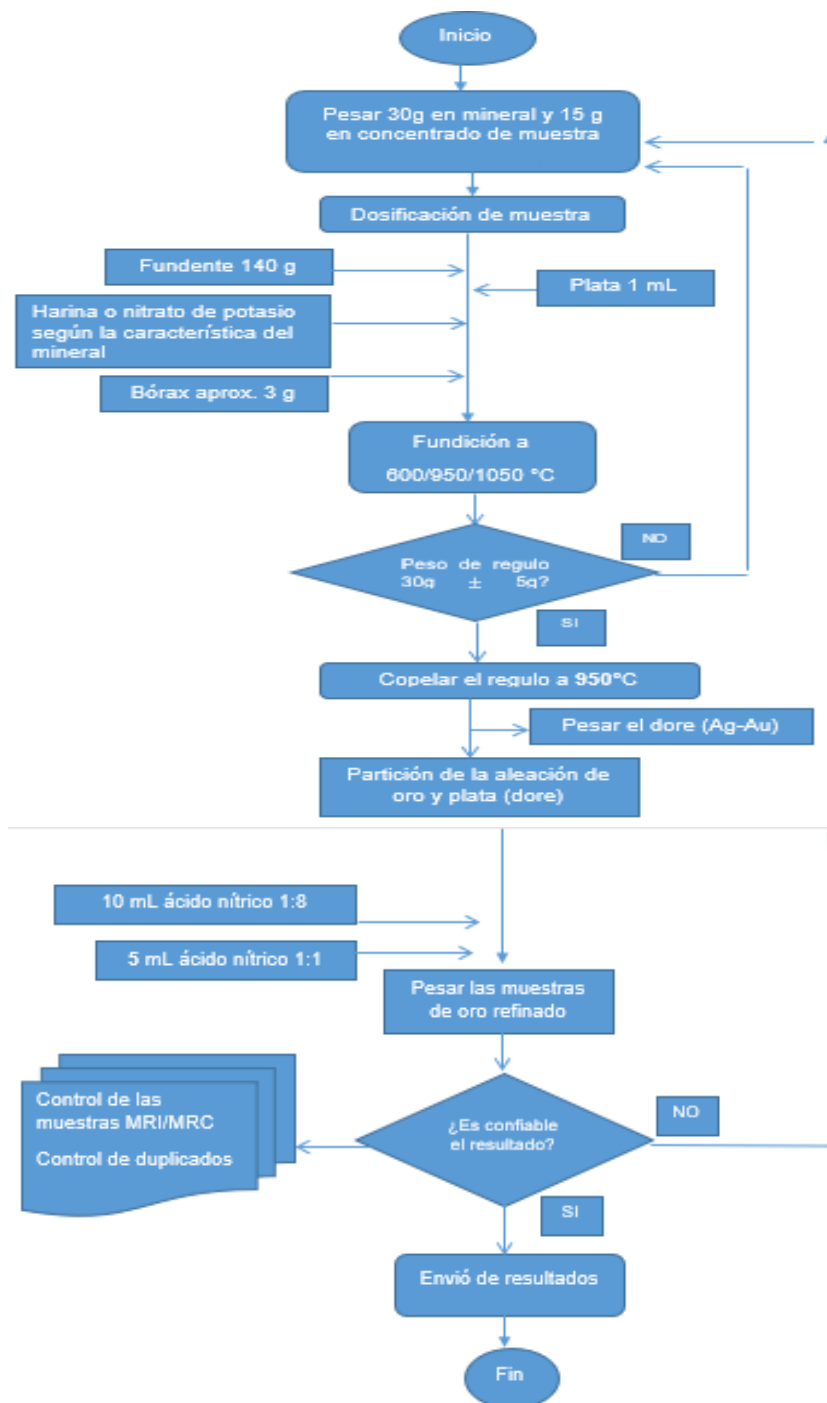 Inicio
Pesar 30g en mineral y 15 g
en concentrado de muestra
Dosificación de muestra
Fundente 140 g
Plata 1 mL
Harina o nitrato de potasio
según la característica del
mineral
Bórax aprox. 3 g
Fundición a
600/950/1050 °C
NO
Peso de regulo
30g ± 5g?
SI
Copelar el regulo a 950°C
Pesar el dore (Ag-Au)
Partición de la aleación de
oro y plata (dore)
10 mL ácido nítrico 1:8
5 mL ácido nítrico 1:1
Pesar las muestras
de oro refinado
Control de las
muestras MRI/MRC
Control de duplicados
¿Es confiable
el resultado?
NO
SI
Envió de resultados
Fin